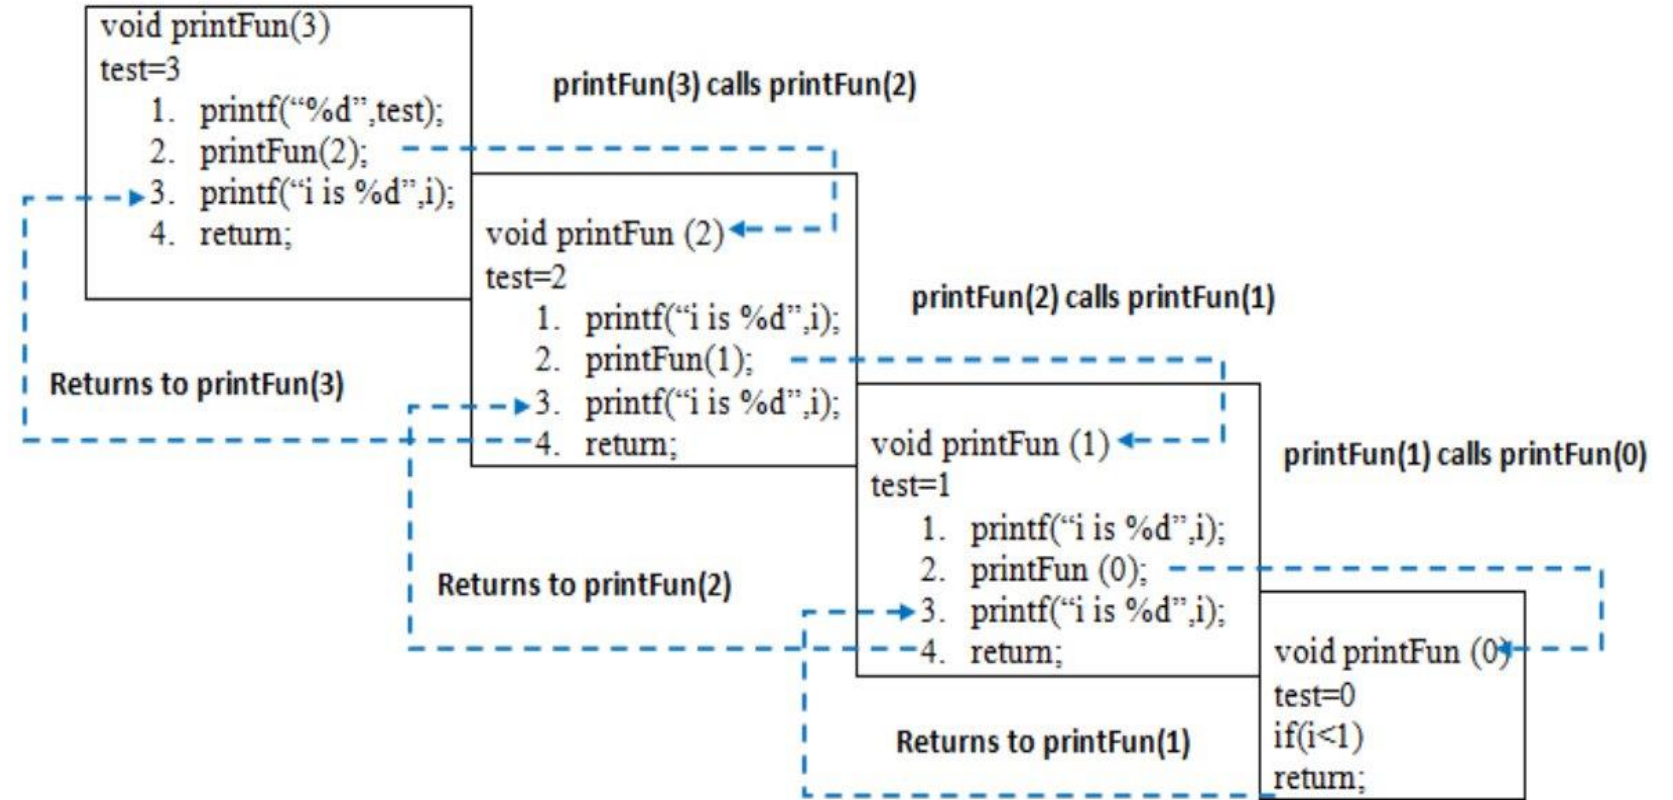 void printFun(3)
test=3
1. printf(“%d”,test);
2. printFun(2);
3. printf(“i is %d”,i);
4. return;
printFun(3) calls printFun(2)
void printFun (2)
test=2
1. printf(“i is %d”,i);
2. printFun(1);
3. printf(“i is %d”,i);
4. return;
Returns to printFun(3)
printFun(2) calls printFun(1)
void printFun (1)
test=1
1. printf(“i is %d”,i);
2. printFun (0);
3. printf(“i is %d”,i);
4. return;
Returns to printFun(2)
printFun(1) calls printFun(0)
void printFun (0)
test=0
if(i<1)
return;
Returns to printFun(1)